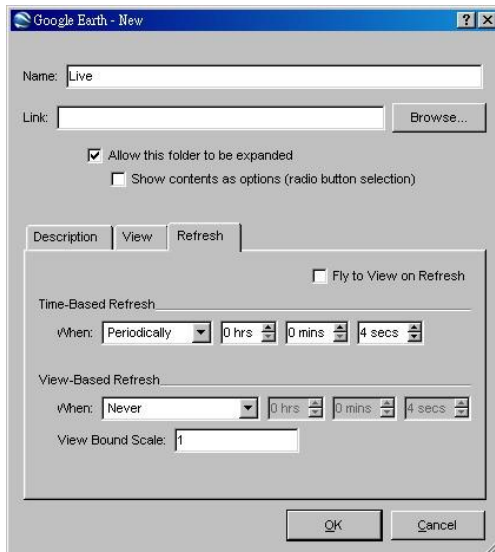 Google Earth - New
Name: Live
Link: Browse...
Allow this folder to be expanded
Show contents as options (radio button selection)
Description View Refresh
Fly to View on Refresh
Time-Based Refresh
When: Periodically 0 hrs 0 mins 4 secs
View-Based Refresh
When: Never 0 hrs 0 mins 4 secs
View Bound Scale: 1
OK Cancel